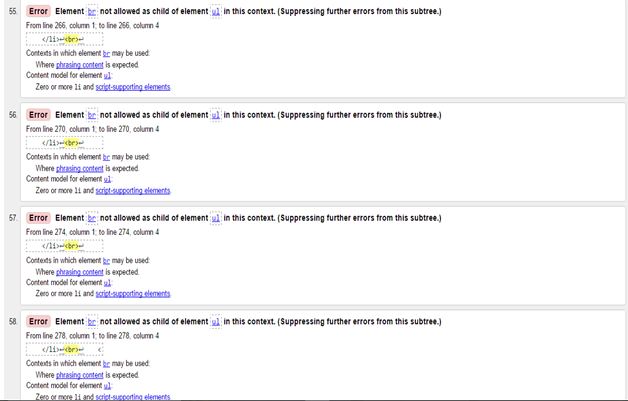 55. Error Element br not allowed as child of element ul in this context. (Suppressing further errors from this subtree.)
From line 266, column 1; to line 266, column 4
</li>↩<br>↩
Contexts in which element br may be used:
Where phrasing content is expected.
Content model for element ul:
Zero or more li and script-supporting elements.
56. Error Element br not allowed as child of element ul in this context. (Suppressing further errors from this subtree.)
From line 270, column 1; to line 270, column 4
</li>↩<br>↩
Contexts in which element br may be used:
Where phrasing content is expected.
Content model for element ul:
Zero or more li and script-supporting elements.
57. Error Element br not allowed as child of element ul in this context. (Suppressing further errors from this subtree.)
From line 274, column 1; to line 274, column 4
</li>↩<br>↩
Contexts in which element br may be used:
Where phrasing content is expected.
Content model for element ul:
Zero or more li and script-supporting elements.
58. Error Element br not allowed as child of element ul in this context. (Suppressing further errors from this subtree.)
From line 278, column 1; to line 278, column 4
</li>↩<br>↩ <
Contexts in which element br may be used:
Where phrasing content is expected.
Content model for element ul:
Zero or more li and script-supporting elements.